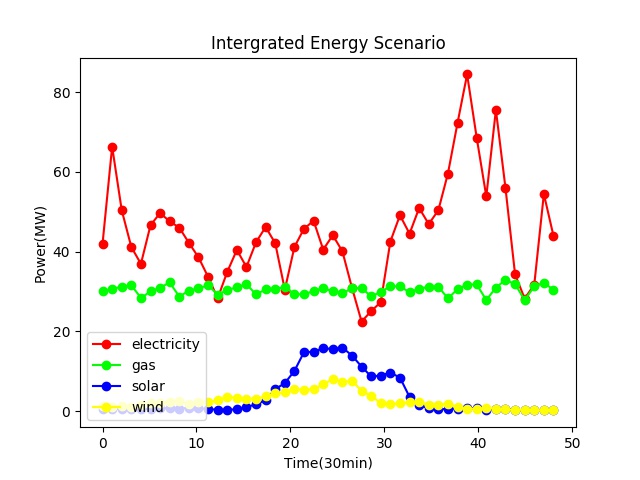 Intergrated Energy Scenario
Power(MW)
80
60
40
20
0
electricity
gas
solar
wind
0 10 20 30 40 50
Time(30min)